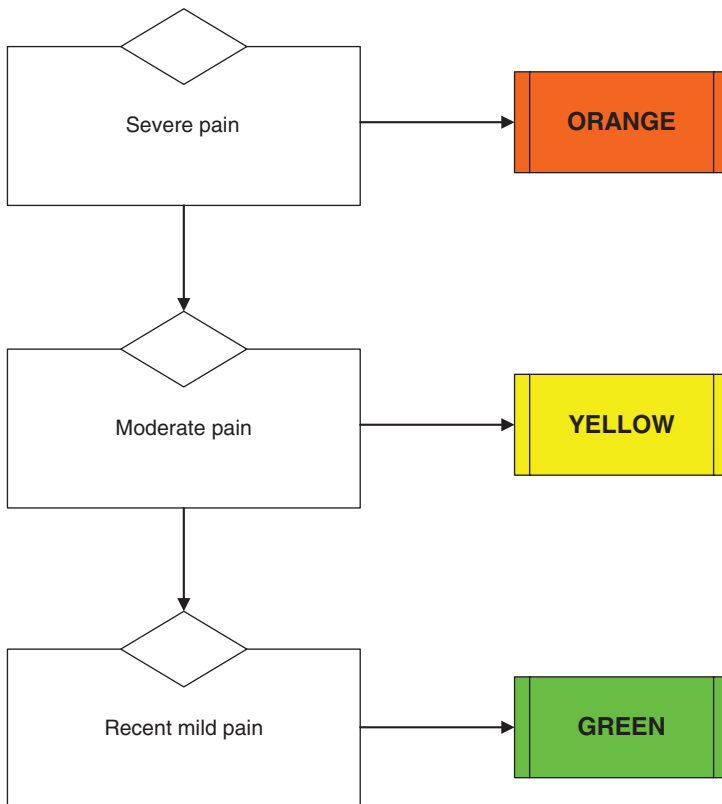 Severe pain
ORANGE
Moderate pain
YELLOW
Recent mild pain
GREEN